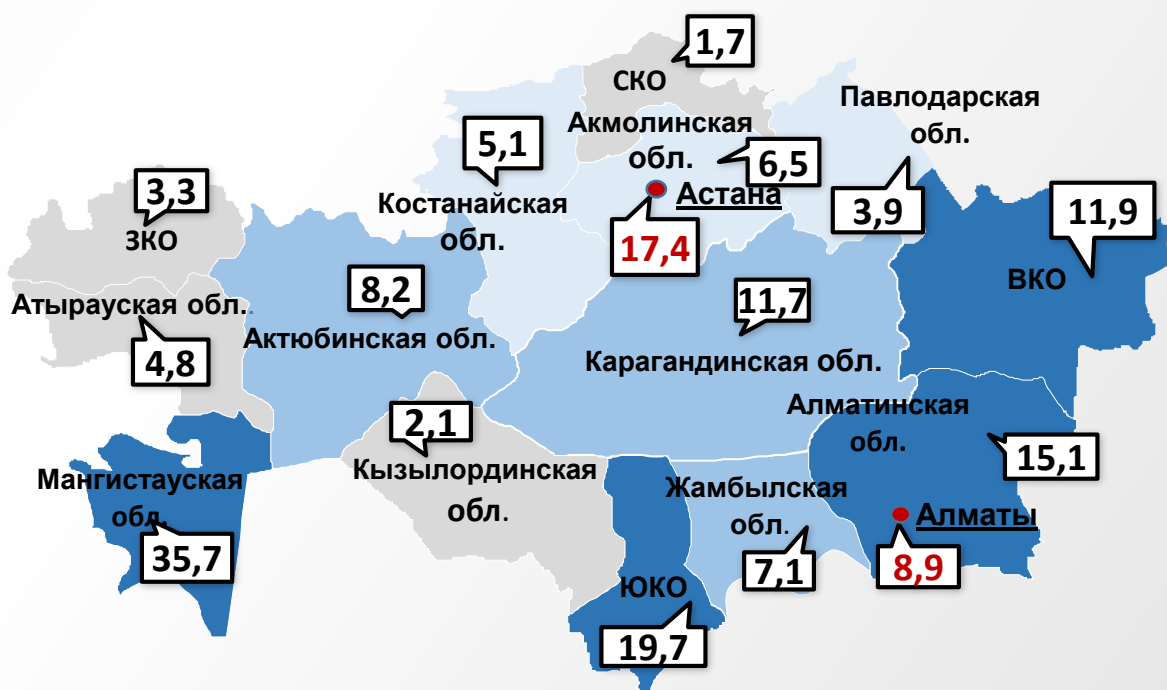 1,7
СКО
Павлодарская
обл.
Акмолинская
обл.
6,5
5,1
Костанайская
обл.
Астана
17,4
3,9
11,9
ВКО
3,3
ЗКО
Атырауская обл.
4,8
8,2
Актюбинская обл.
11,7
Карагандинская обл.
Алматинская
обл.
15,1
2,1
Кызылординская
обл.
Мангистауская
обл.
35,7
Жамбылская
обл.
7,1
Алматы
8,9
ЮКО
19,7